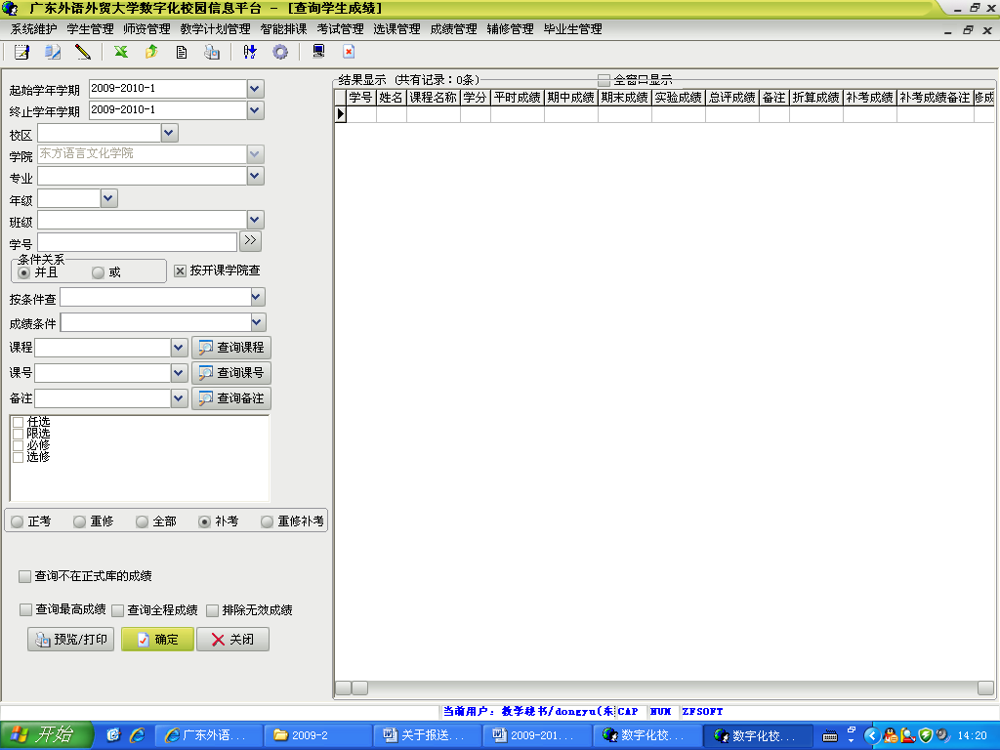 广东外语外贸大学数字化校园信息平台 - [查询学生成绩]
系统维护 学生管理 师资管理 教学计划管理 智能排课 考试管理 选课管理 成绩管理 辅修管理 毕业生管理
起始学年学期 2009-2010-1
终止学年学期 2009-2010-1
校区
学院 东方语言文化学院
专业
年级
班级
学号 >>
条件关系
并且 或 按开课学院查
按条件查
成绩条件
课程 查询课程
课号 查询课号
备注 查询备注
任选
限选
必修
选修
正考 重修 全部 补考 重修补考
查询不在正式库的成绩
查询最高成绩 查询全程成绩 排除无效成绩
预览/打印 确定 关闭
结果显示 (共有记录：0条) 全窗口显示
学号 姓名 课程名称 学分 平时成绩 期中成绩 期末成绩 实验成绩 总评成绩 备注 折算成绩 补考成绩 补考成绩备注 修成
当前用户：教学秘书/dongyu(东 CAP NUM ZFSOFT
开始 广东外语... 2009-2 关于报送... 2009-201... 数字化校... 数字化校... 14:20